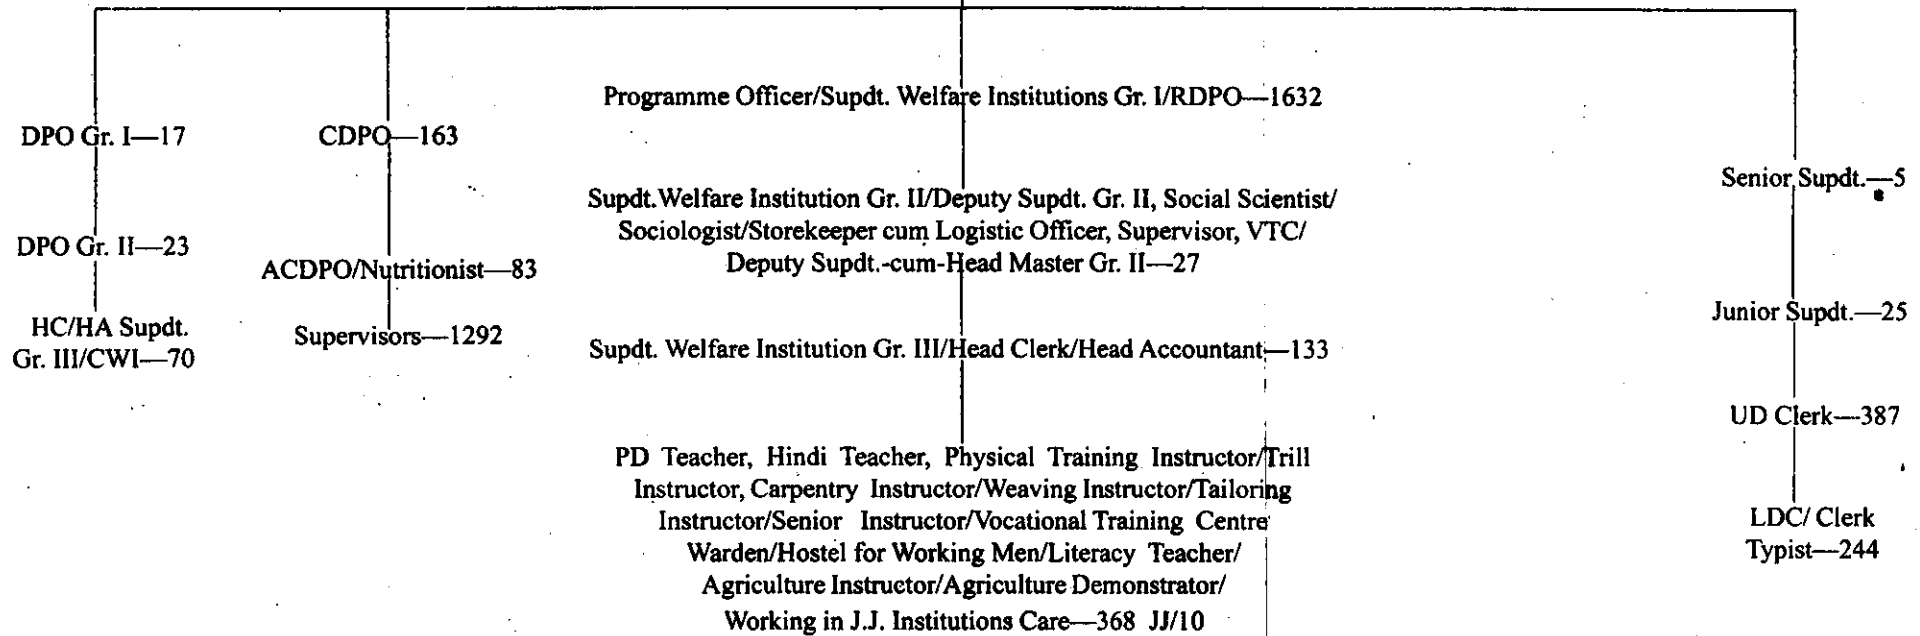 DPO Gr. I—17
DPO Gr. II—23
HC/HA Supdt.
Gr. III/CWI—70
CDPO—163
ACDPO/Nutritionist—83
Supervisors—1292
Programme Officer/Supdt. Welfare Institutions Gr. I/RDPO—1632
Supdt.Welfare Institution Gr. II/Deputy Supdt. Gr. II, Social Scientist/
Sociologist/Storekeeper cum Logistic Officer, Supervisor, VTC/
Deputy Supdt.-cum-Head Master Gr. II—27
Supdt. Welfare Institution Gr. III/Head Clerk/Head Accountant—133
PD Teacher, Hindi Teacher, Physical Training Instructor/Trill
Instructor, Carpentry Instructor/Weaving Instructor/Tailoring
Instructor/Senior Instructor/Vocational Training Centre
Warden/Hostel for Working Men/Literacy Teacher/
Agriculture Instructor/Agriculture Demonstrator/
Working in J.J. Institutions Care—368 JJ/10
Senior Supdt.—5
Junior Supdt.—25
UD Clerk—387
LDC/ Clerk
Typist—244